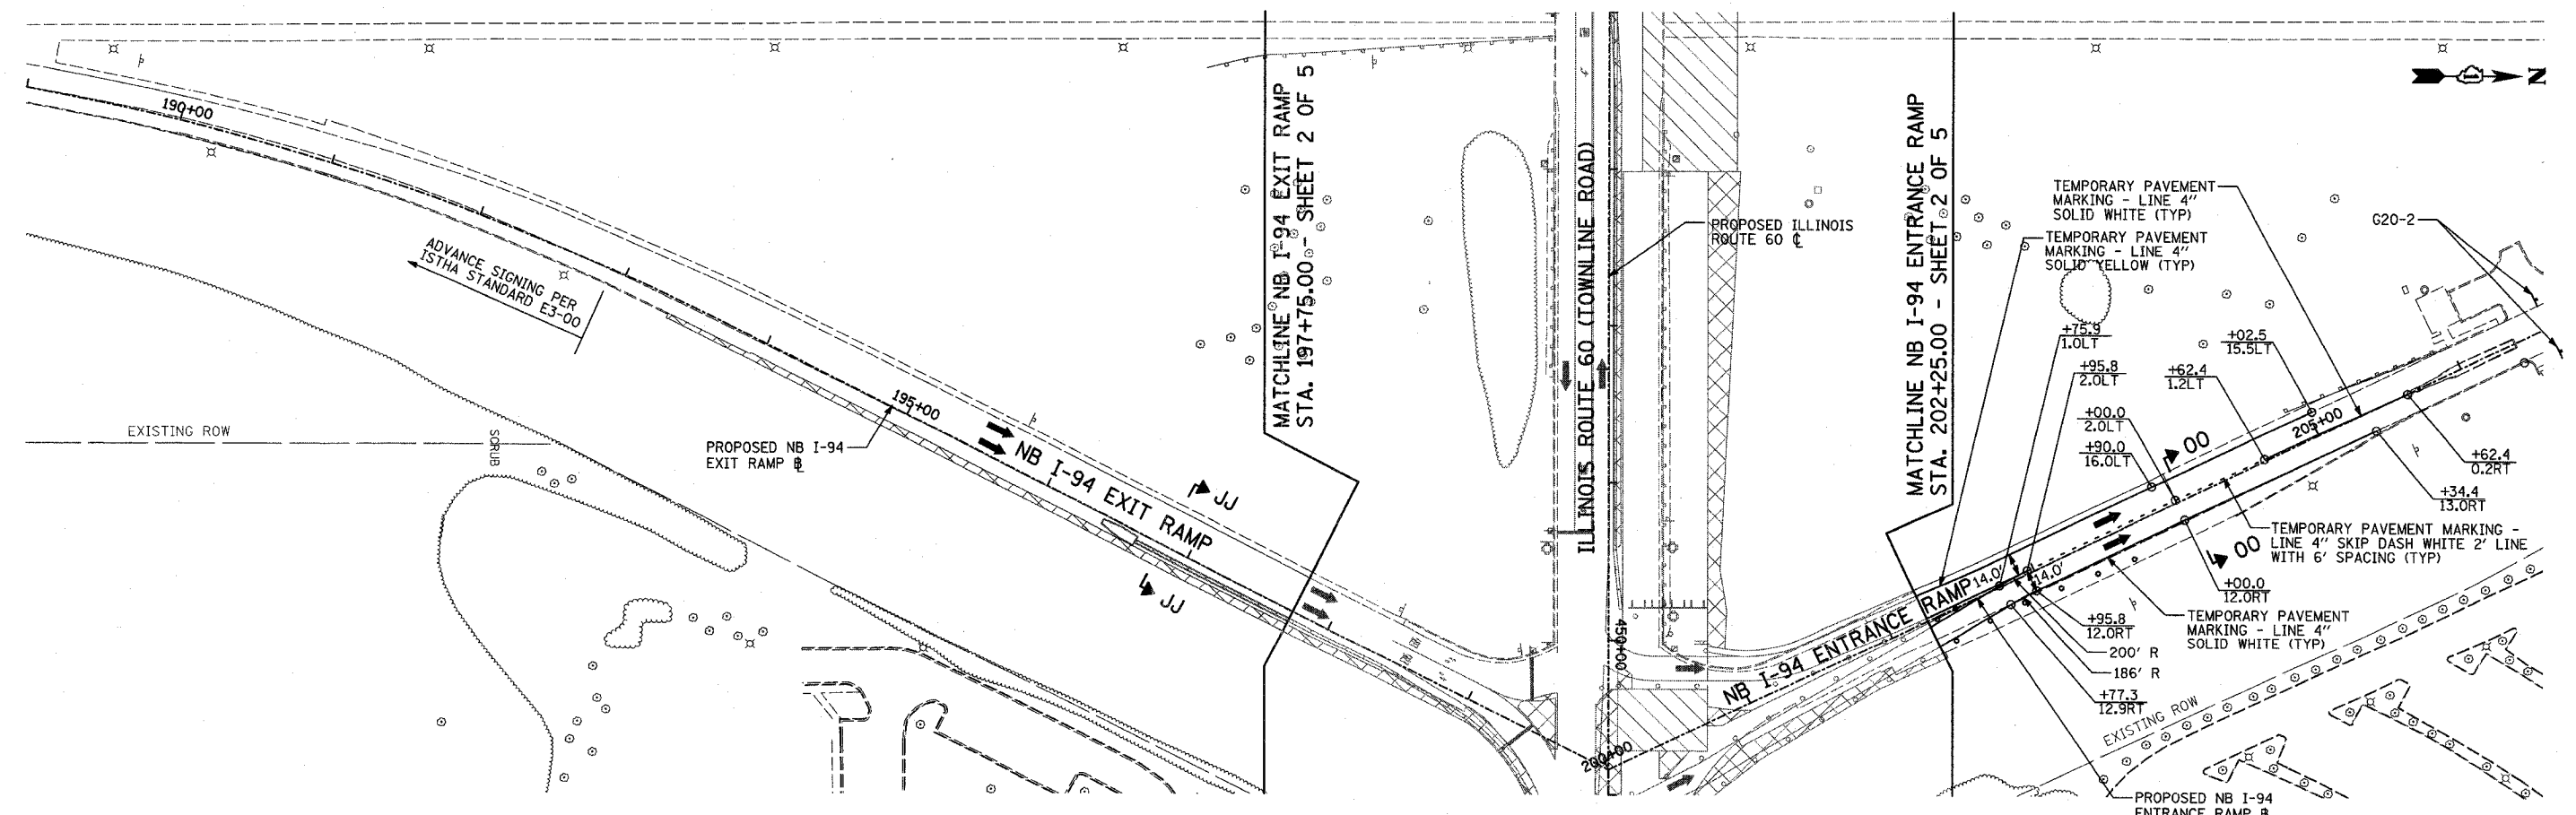 190+00
ADVANCE SIGNING PER
ISTHA STANDARD E3-00
EXISTING ROW
SCRUB
PROPOSED NB I-94
EXIT RAMP ⅊
195+00
NB I-94 EXIT RAMP
JJ
JJ
MATCHLINE NB I-94 EXIT RAMP
STA. 197+75.00 - SHEET 2 OF 5
ILLINOIS ROUTE 60 (TOWNLINE ROAD)
PROPOSED ILLINOIS
ROUTE 60 ℄
450+00
200+00
NB I-94 ENTRANCE RAMP
MATCHLINE NB I-94 ENTRANCE RAMP
STA. 202+25.00 - SHEET 2 OF 5
N
TEMPORARY PAVEMENT
MARKING - LINE 4"
SOLID WHITE (TYP)
TEMPORARY PAVEMENT
MARKING - LINE 4"
SOLID YELLOW (TYP)
G20-2
+75.9
1.0LT
+95.8
2.0LT
+02.5
15.5LT
+62.4
1.2LT
+00.0
2.0LT
+90.0
16.0LT
OO
205+00
+62.4
0.2RT
+34.4
13.0RT
TEMPORARY PAVEMENT MARKING -
LINE 4" SKIP DASH WHITE 2' LINE
WITH 6' SPACING (TYP)
OO
14.0'
14.0'
+00.0
12.0RT
TEMPORARY PAVEMENT
MARKING - LINE 4"
SOLID WHITE (TYP)
+95.8
12.0RT
200' R
186' R
+77.3
12.9RT
EXISTING ROW
PROPOSED NB I-94
ENTRANCE RAMP ⅊